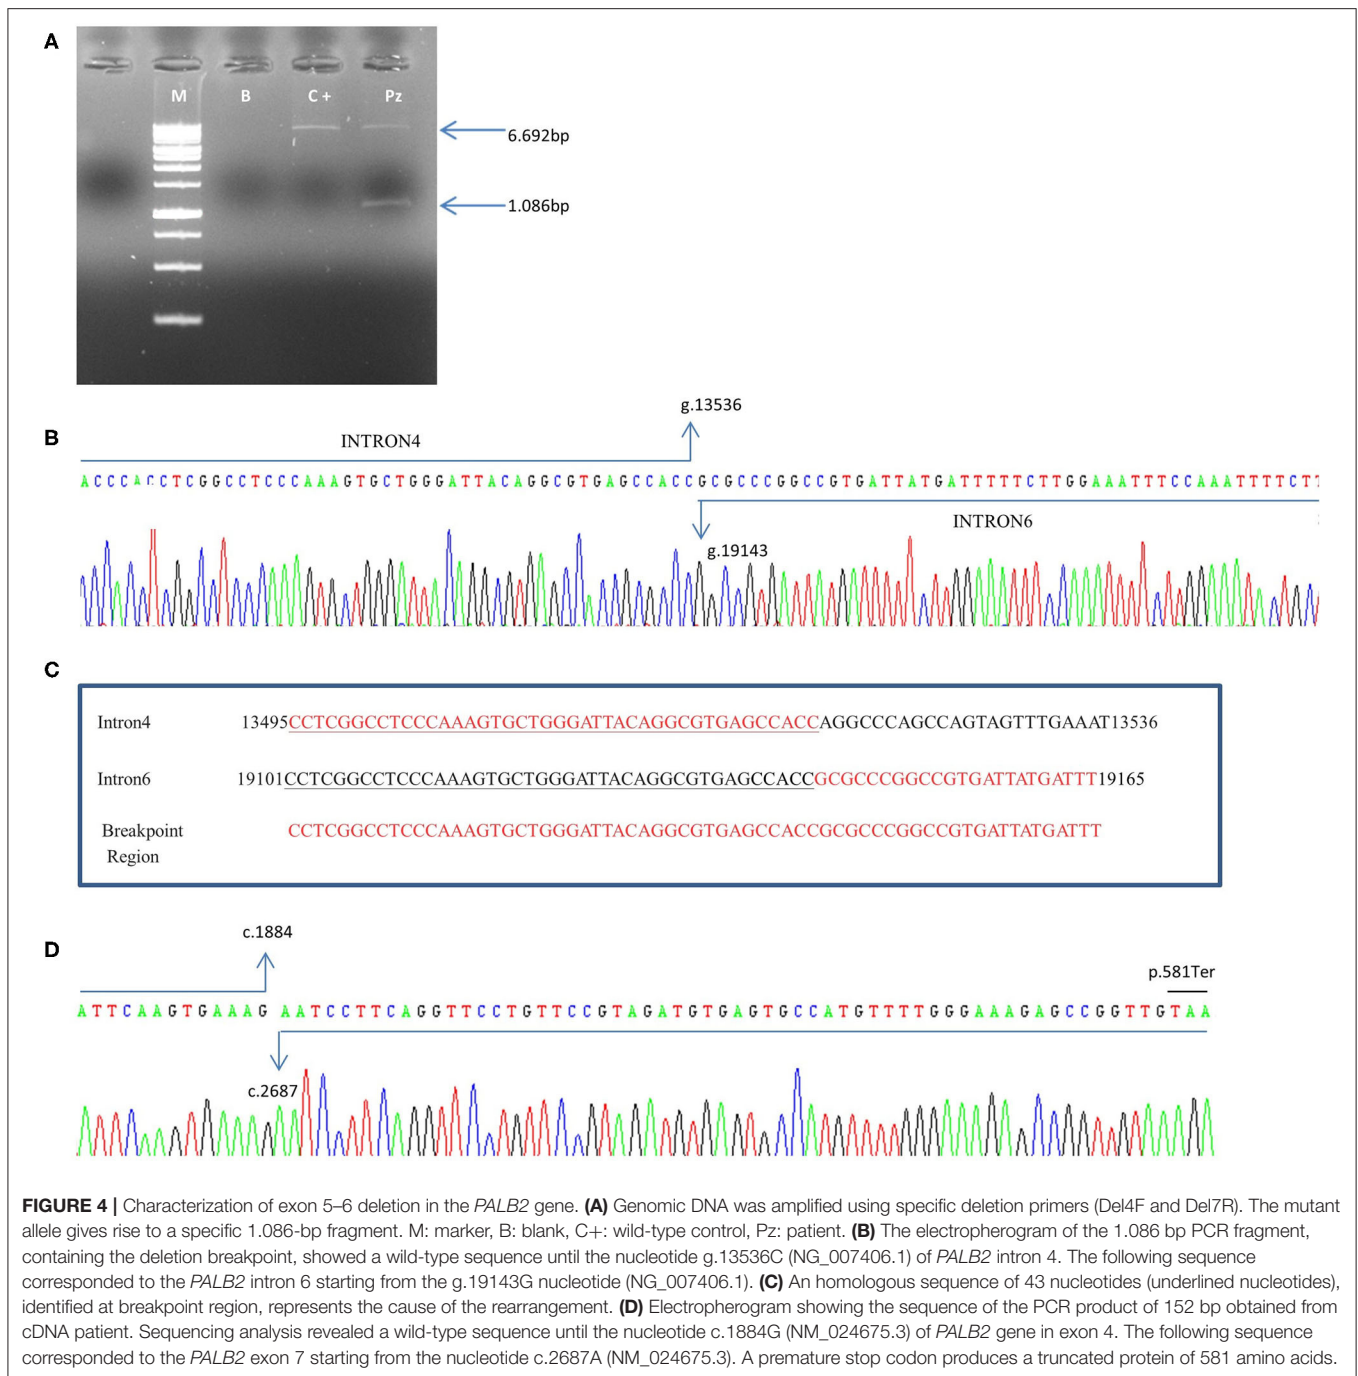 A
M B C + Pz
6.692bp
1.086bp
g.13536
B
INTRON4
ACCCACCTCGGCCTCCCAAAGTGCTGGGATTACAGGCGTGAGCCACCGCGCCCGGCCGTGATTATGATTTTTCTTGGAAATTTCCAAATTTTCTT
INTRON6
g.19143
C
Intron4 13495CCTCGGCCTCCCAAAGTGCTGGGATTACAGGCGTGAGCCACCAGGCCCAGCCAGTAGTTTGAAAT13536
Intron6 19101CCTCGGCCTCCCAAAGTGCTGGGATTACAGGCGTGAGCCACCGCGCCCGGCCGTGATTATGATTT19165
Breakpoint CCTCGGCCTCCCAAAGTGCTGGGATTACAGGCGTGAGCCACCGCGCCCGGCCGTGATTATGATTT
Region
c.1884
D
p.581Ter
ATTCAAGTGAAAG AATCCTTCAGGTTCCTGTTCCGTAGATGTGAGTGCCATGTTTTGGGAAAGAGCCGGTTGTAA
c.2687
FIGURE 4 | Characterization of exon 5–6 deletion in the PALB2 gene. (A) Genomic DNA was amplified using specific deletion primers (Del4F and Del7R). The mutant
allele gives rise to a specific 1.086-bp fragment. M: marker, B: blank, C+: wild-type control, Pz: patient. (B) The electropherogram of the 1.086 bp PCR fragment,
containing the deletion breakpoint, showed a wild-type sequence until the nucleotide g.13536C (NG_007406.1) of PALB2 intron 4. The following sequence
corresponded to the PALB2 intron 6 starting from the g.19143G nucleotide (NG_007406.1). (C) An homologous sequence of 43 nucleotides (underlined nucleotides),
identified at breakpoint region, represents the cause of the rearrangement. (D) Electropherogram showing the sequence of the PCR product of 152 bp obtained from
cDNA patient. Sequencing analysis revealed a wild-type sequence until the nucleotide c.1884G (NM_024675.3) of PALB2 gene in exon 4. The following sequence
corresponded to the PALB2 exon 7 starting from the nucleotide c.2687A (NM_024675.3). A premature stop codon produces a truncated protein of 581 amino acids.